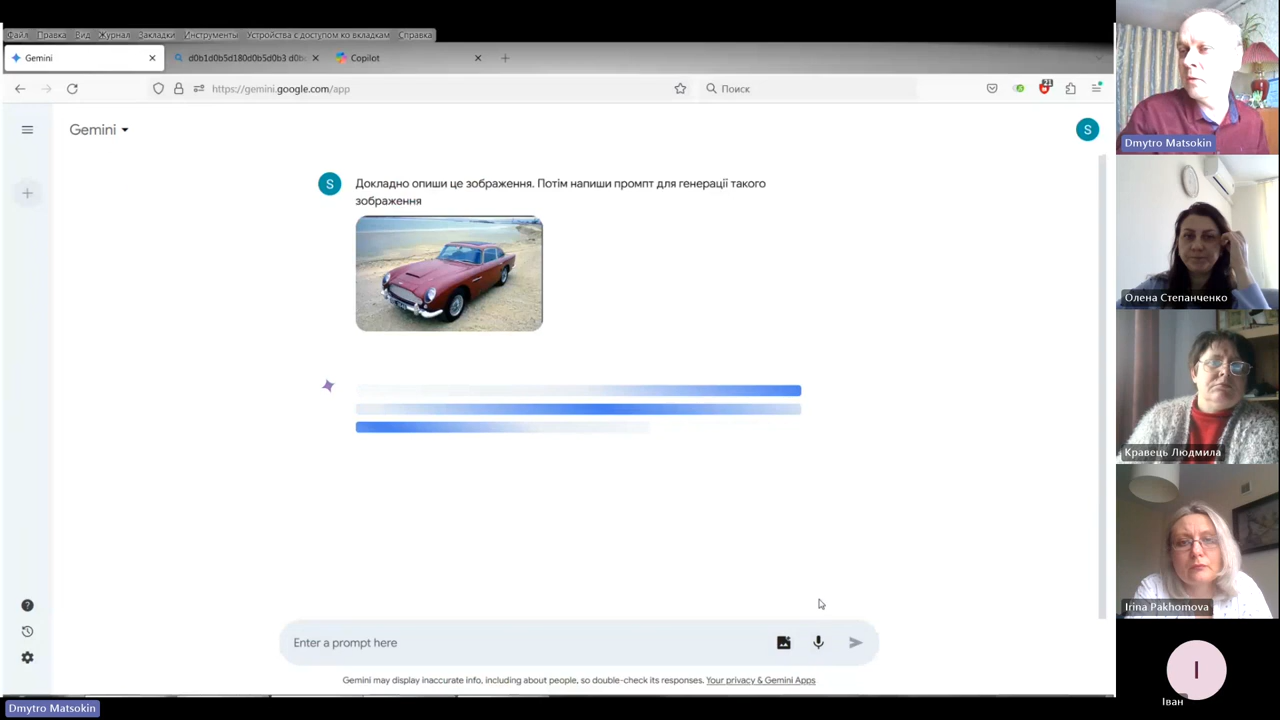 Файл Правка Вид Журнал Закладки Инструменты Устройства с доступом ко вкладкам Справка
Gemini
d0b1d0b5d180d0b5d0b3 d0b
Copilot
https://gemini.google.com/app
Поиск
21
Gemini
S
S
Докладно опиши це зображення. Потім напиши промпт для генерації такого
зображення
Enter a prompt here
Gemini may display inaccurate info, including about people, so double-check its responses. Your privacy & Gemini Apps
Dmytro Matsokin
Dmytro Matsokin
Олена Степанченко
Кравець Людмила
Irina Pakhomova
I
Іван